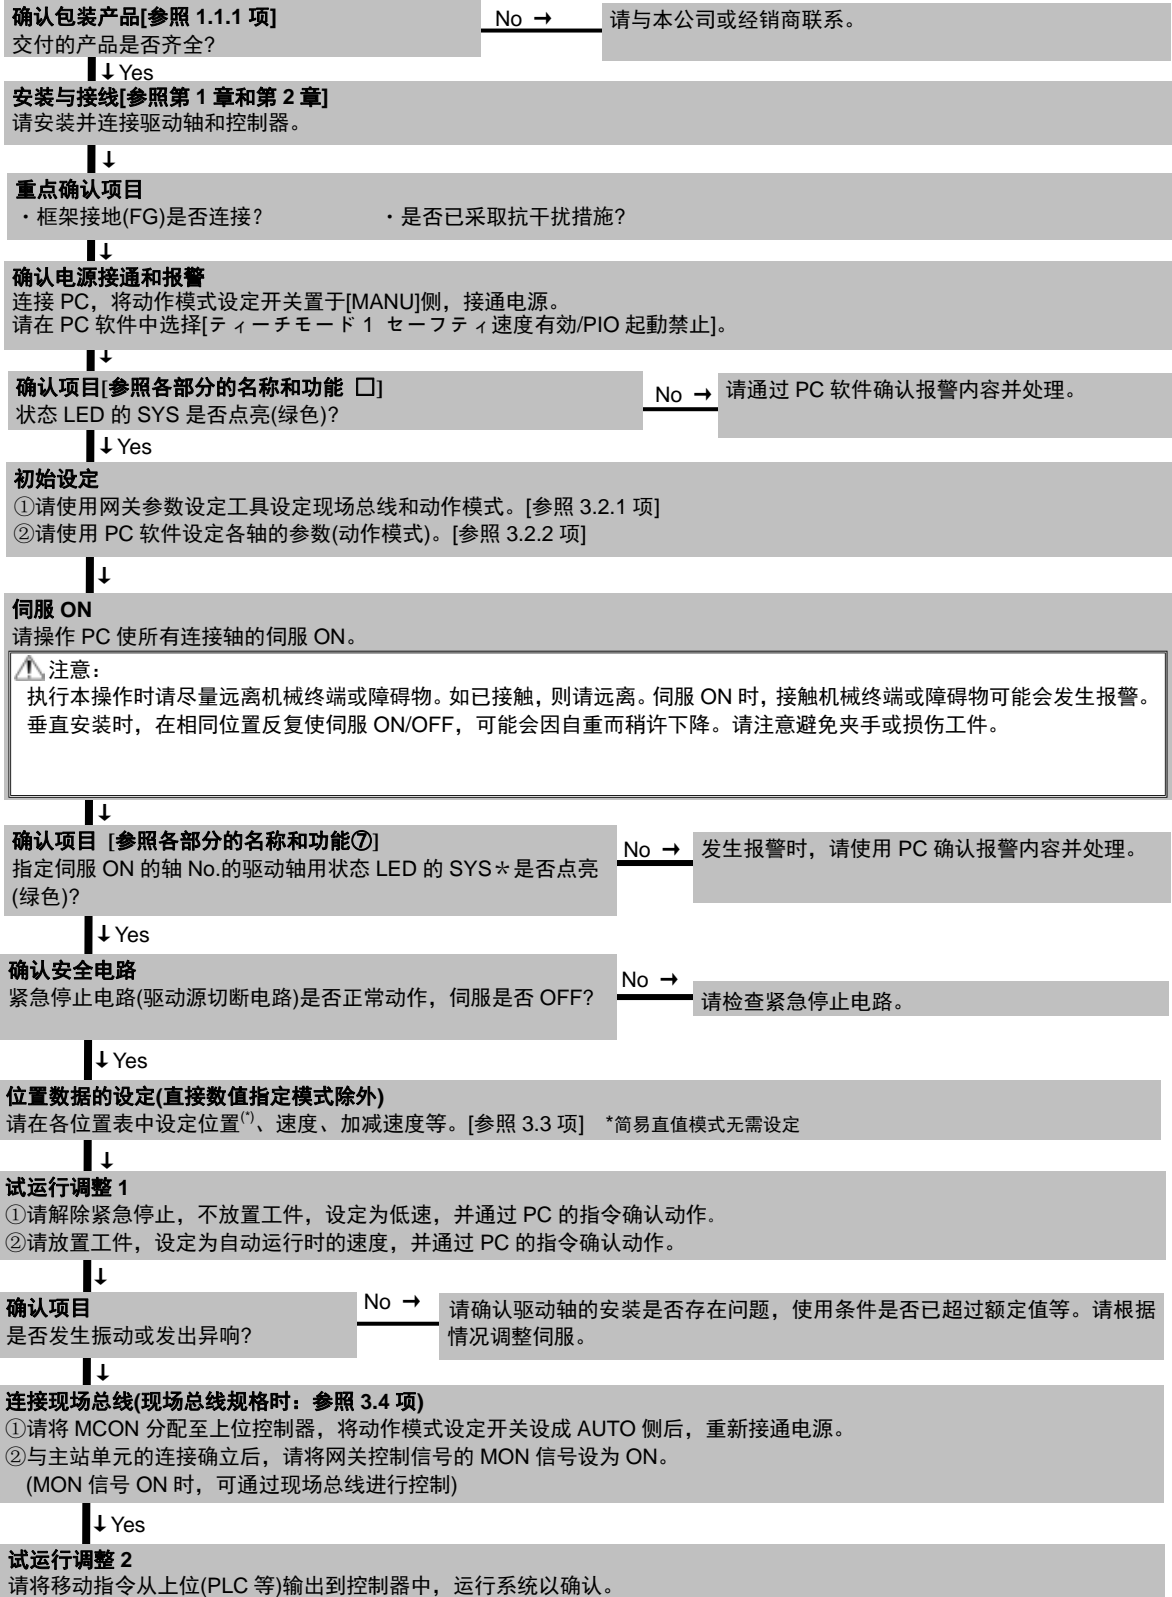 确认包装产品[参照 1.1.1 项]
交付的产品是否齐全?
No →
请与本公司或经销商联系。
↓Yes
安装与接线[参照第 1 章和第 2 章]
请安装并连接驱动轴和控制器。
↓
重点确认项目
・框架接地(FG)是否连接？ ・是否已采取抗干扰措施?
↓
确认电源接通和报警
连接 PC，将动作模式设定开关置于[MANU]侧，接通电源。
请在 PC 软件中选择[ティーチモード 1 セーフティ速度有効/PIO 起動禁止]。
↓
确认项目[参照各部分的名称和功能 □]
状态 LED 的 SYS 是否点亮(绿色)?
No →
请通过 PC 软件确认报警内容并处理。
↓Yes
初始设定
①请使用网关参数设定工具设定现场总线和动作模式。[参照 3.2.1 项]
②请使用 PC 软件设定各轴的参数(动作模式)。[参照 3.2.2 项]
↓
伺服 ON
请操作 PC 使所有连接轴的伺服 ON。
注意：
执行本操作时请尽量远离机械终端或障碍物。如已接触，则请远离。伺服 ON 时，接触机械终端或障碍物可能会发生报警。
垂直安装时，在相同位置反复使伺服 ON/OFF，可能会因自重而稍许下降。请注意避免夹手或损伤工件。
↓
确认项目 [参照各部分的名称和功能⑦]
指定伺服 ON 的轴 No.的驱动轴用状态 LED 的 SYS＊是否点亮
(绿色)?
No →
发生报警时，请使用 PC 确认报警内容并处理。
↓Yes
确认安全电路
紧急停止电路(驱动源切断电路)是否正常动作，伺服是否 OFF?
No →
请检查紧急停止电路。
↓Yes
位置数据的设定(直接数值指定模式除外)
请在各位置表中设定位置(*)、速度、加减速度等。[参照 3.3 项] *简易直值模式无需设定
↓
试运行调整 1
①请解除紧急停止，不放置工件，设定为低速，并通过 PC 的指令确认动作。
②请放置工件，设定为自动运行时的速度，并通过 PC 的指令确认动作。
↓
确认项目
是否发生振动或发出异响?
No →
请确认驱动轴的安装是否存在问题，使用条件是否已超过额定值等。请根据
情况调整伺服。
↓
连接现场总线(现场总线规格时：参照 3.4 项)
①请将 MCON 分配至上位控制器，将动作模式设定开关设成 AUTO 侧后，重新接通电源。
②与主站单元的连接确立后，请将网关控制信号的 MON 信号设为 ON。
(MON 信号 ON 时，可通过现场总线进行控制)
↓Yes
试运行调整 2
请将移动指令从上位(PLC 等)输出到控制器中，运行系统以确认。